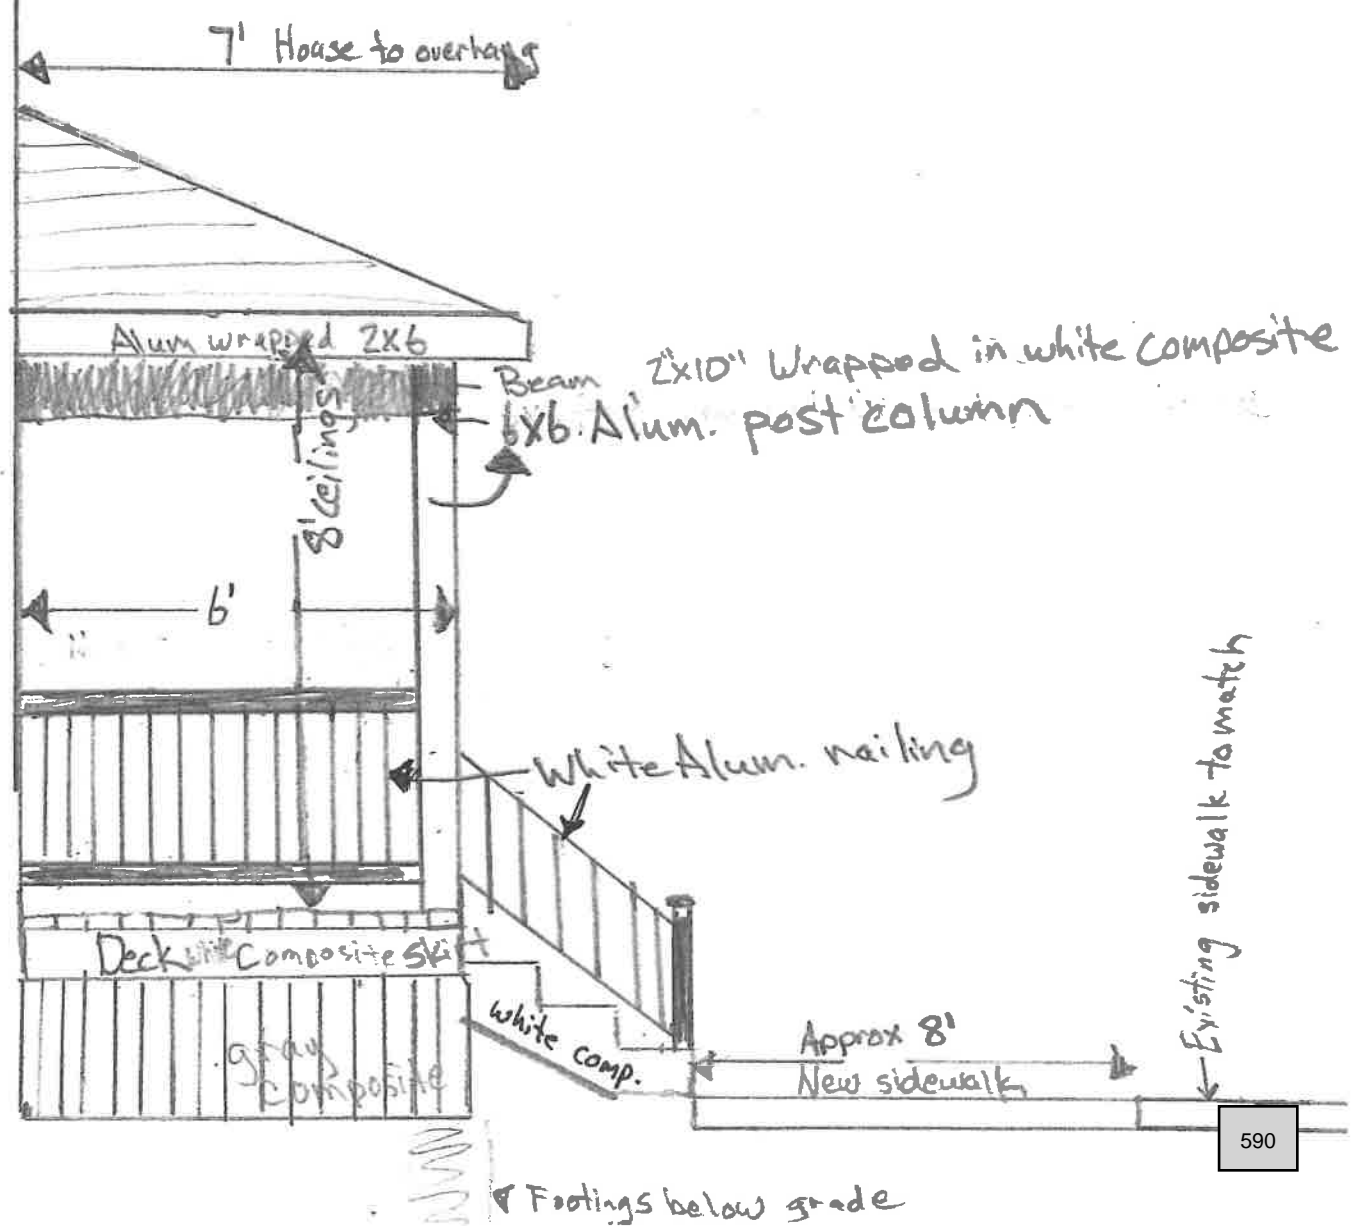 7' House to overhang
Alum wrapped 2x6
Beam 2"x10" Wrapped in white composite
6x6. Alum. post column
8' ceilings
6'
White Alum. railing
Existing sidewalk to match
Deck Composite skirt
white comp.
gray
composite
Approx 8'
New sidewalk
590
Footings below grade